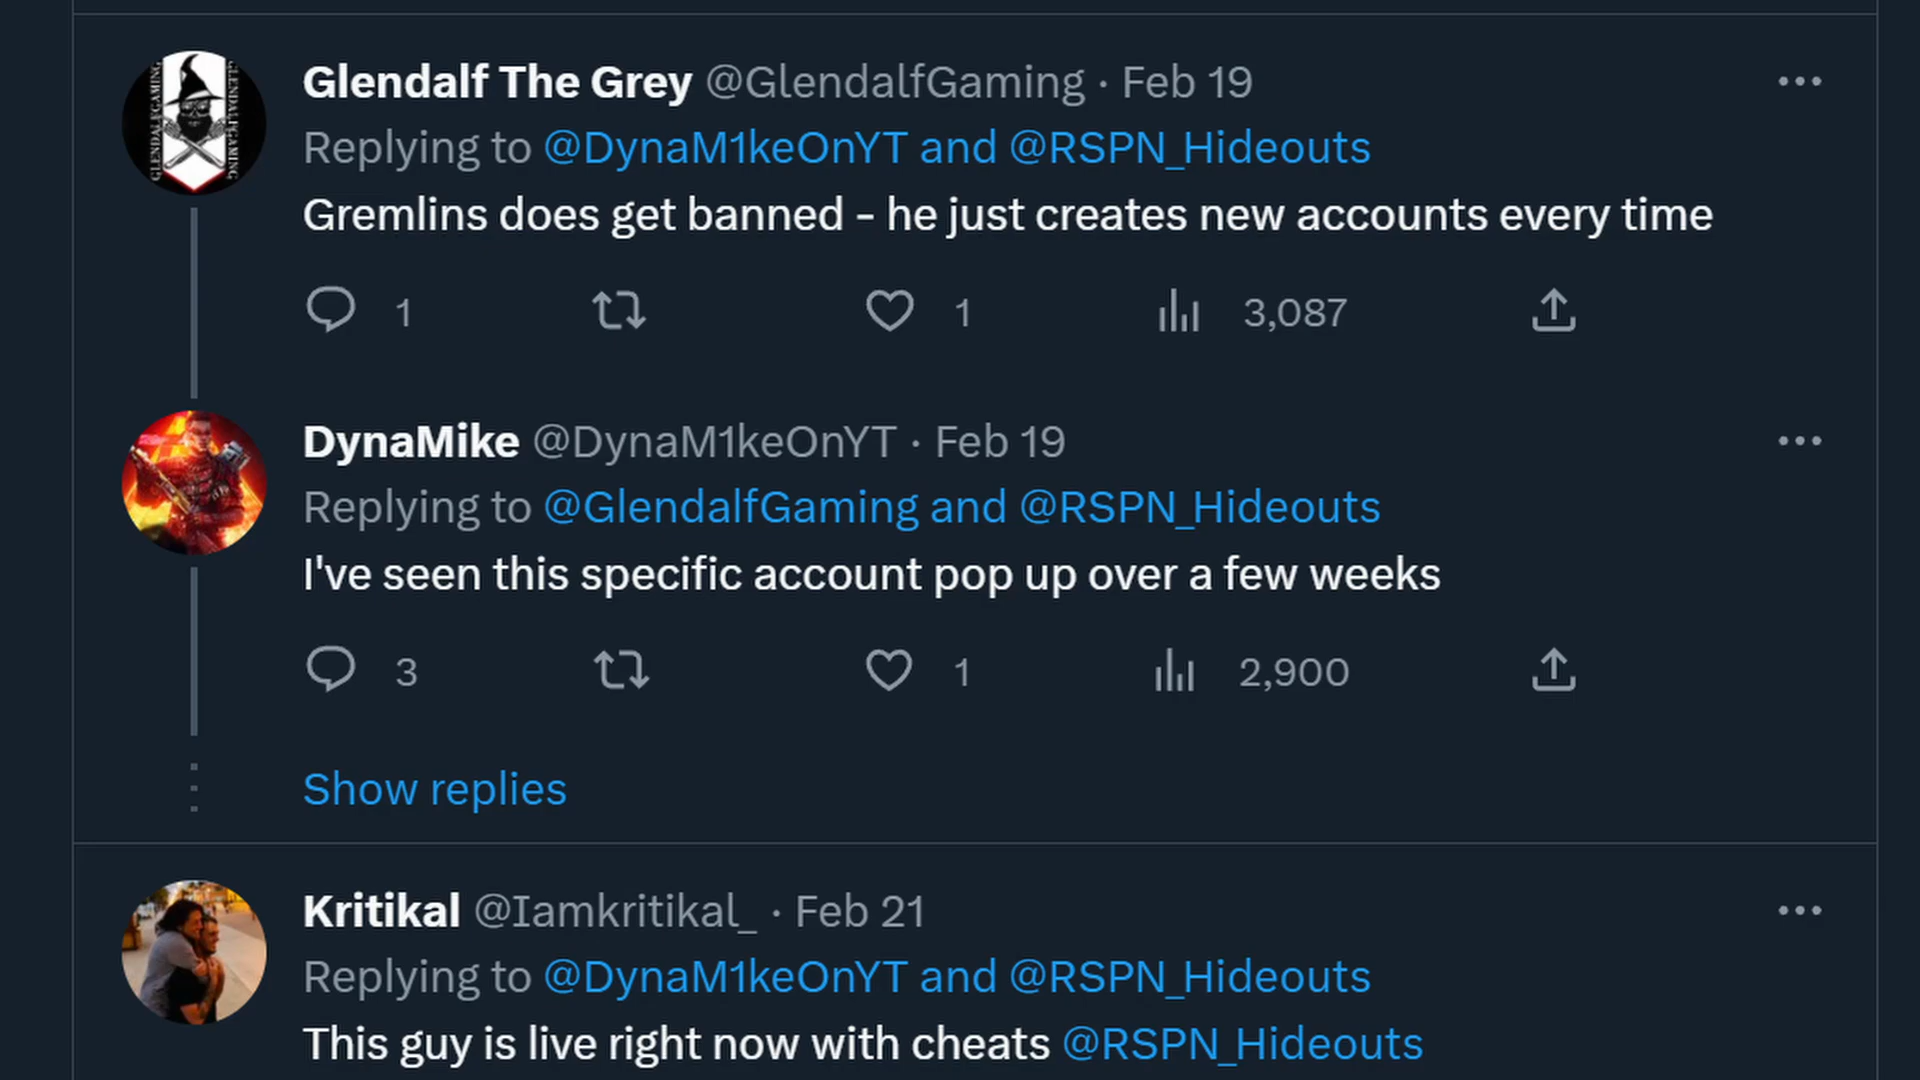 GLENDALFGAMING
GLENDALFGAMING
Glendalf The Grey @GlendalfGaming · Feb 19
Replying to @DynaM1keOnYT and @RSPN_Hideouts
Gremlins does get banned - he just creates new accounts every time
1 1 3,087
DynaMike @DynaM1keOnYT · Feb 19
Replying to @GlendalfGaming and @RSPN_Hideouts
I've seen this specific account pop up over a few weeks
3 1 2,900
Show replies
Kritikal @Iamkritikal_ · Feb 21
Replying to @DynaM1keOnYT and @RSPN_Hideouts
This guy is live right now with cheats @RSPN_Hideouts